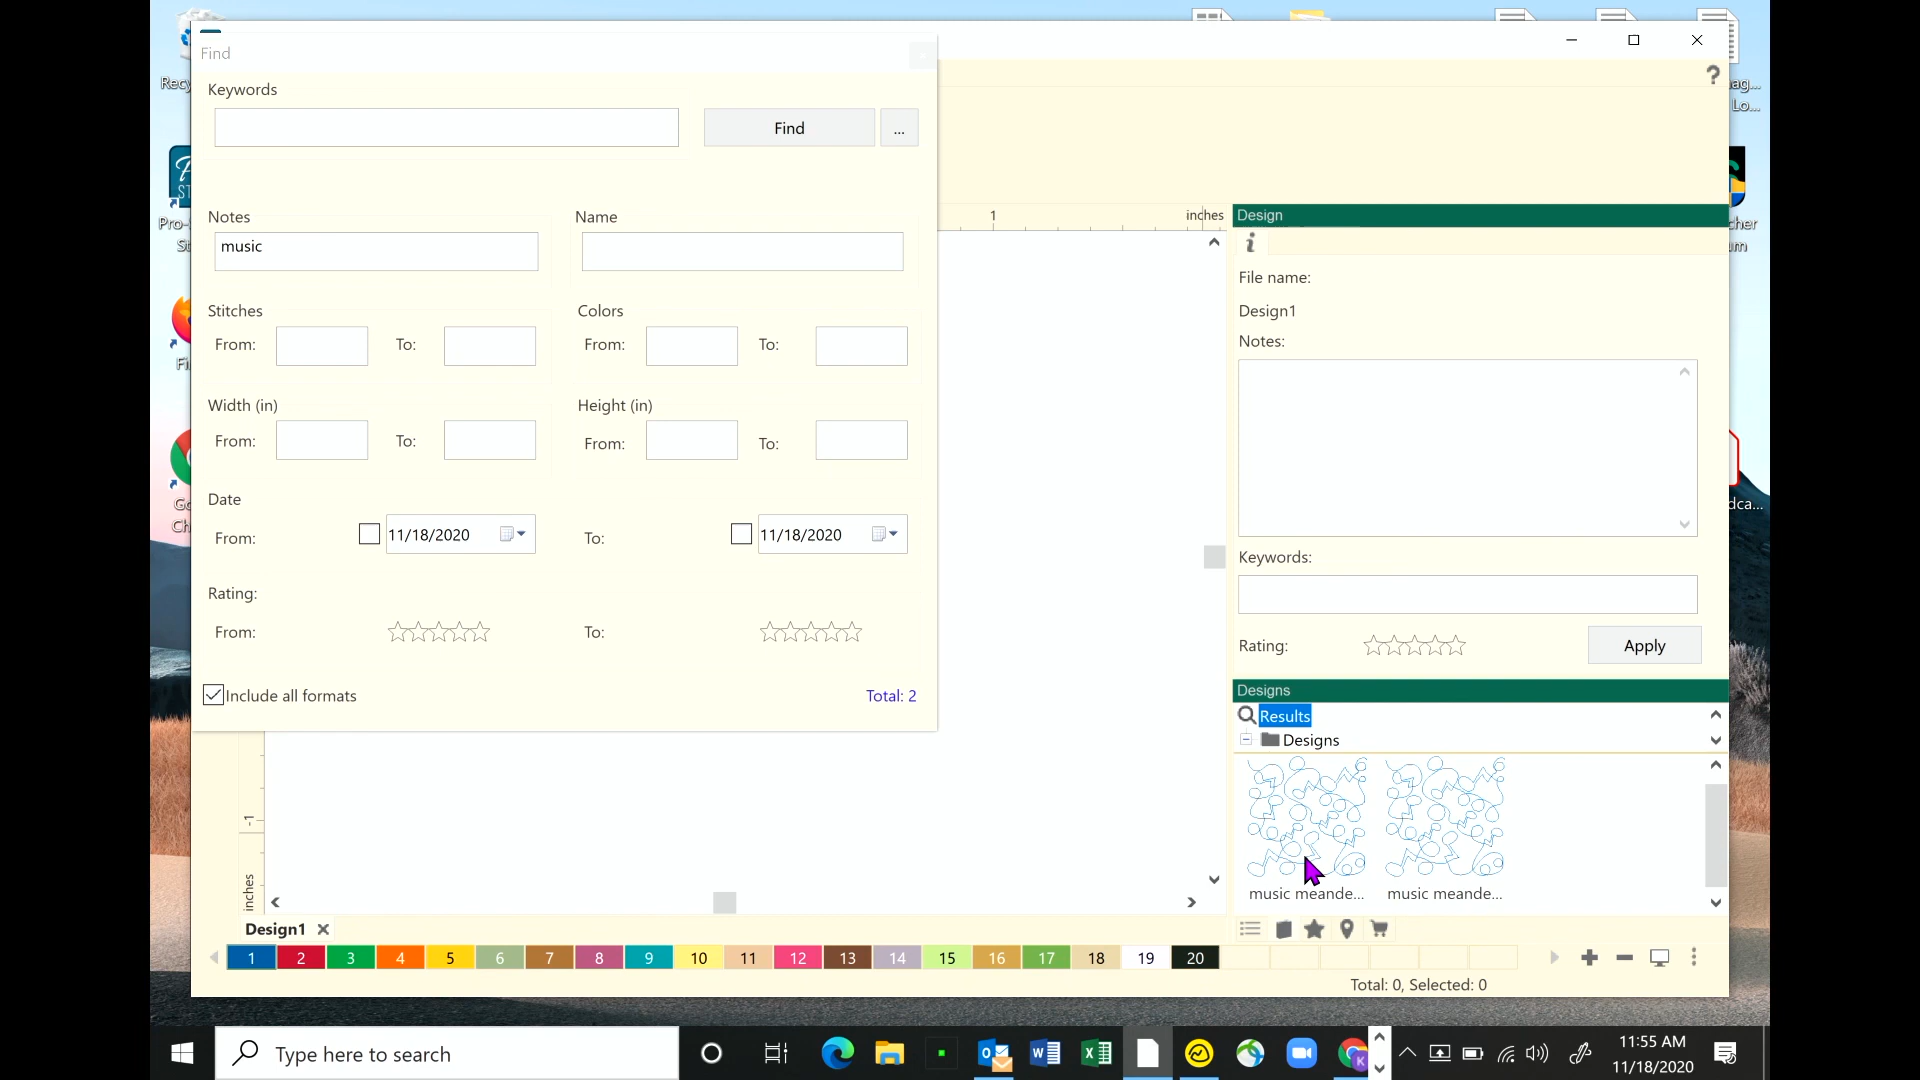 Find
Keywords
Find
...
Notes
Name
music
Stitches
Colors
From:
To:
From:
To:
Width (in)
Height (in)
From:
To:
From:
To:
Date
From:
11/18/2020
To:
11/18/2020
Rating:
From:
To:
Include all formats
Total: 2
1
inches
-1
inches
?
Design
i
File name:
Design1
Notes:
Keywords:
Rating:
Apply
Designs
Results
Designs
music meande...
music meande...
Design1
1 2 3 4 5 6 7 8 9 10 11 12 13 14 15 16 17 18 19 20
Total: 0, Selected: 0
Type here to search
11:55 AM
11/18/2020